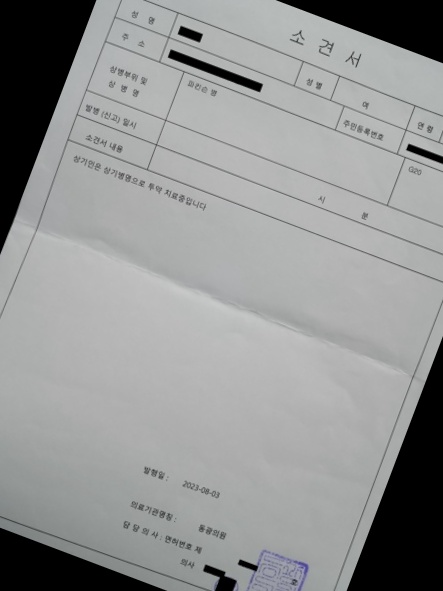 소 견 서
성 명
성 별
여
연 령
주 소
주민등록번호
상병부위 및
상 병 명
파킨슨 병
G20
발병 (신고) 일시
시 분
소견서 내용
상기인은 상기병명으로 투약 치료중입니다
발행일 : 2023-08-03
의료기관명칭 : 동광의원
담 당 의 사 : 면허번호 제 호
의사